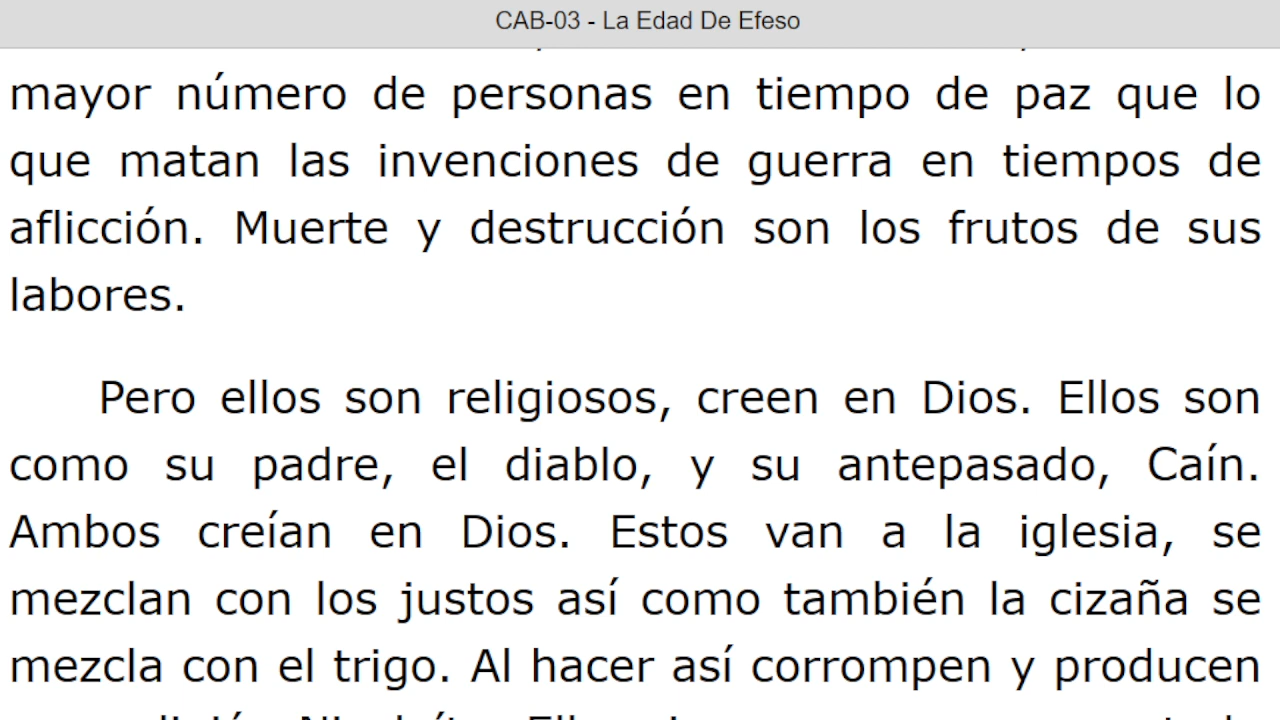 CAB-03 - La Edad De Efeso
mayor número de personas en tiempo de paz que lo
que matan las invenciones de guerra en tiempos de
aflicción. Muerte y destrucción son los frutos de sus
labores.
Pero ellos son religiosos, creen en Dios. Ellos son
como su padre, el diablo, y su antepasado, Caín.
Ambos creían en Dios. Estos van a la iglesia, se
mezclan con los justos así como también la cizaña se
mezcla con el trigo. Al hacer así corrompen y producen